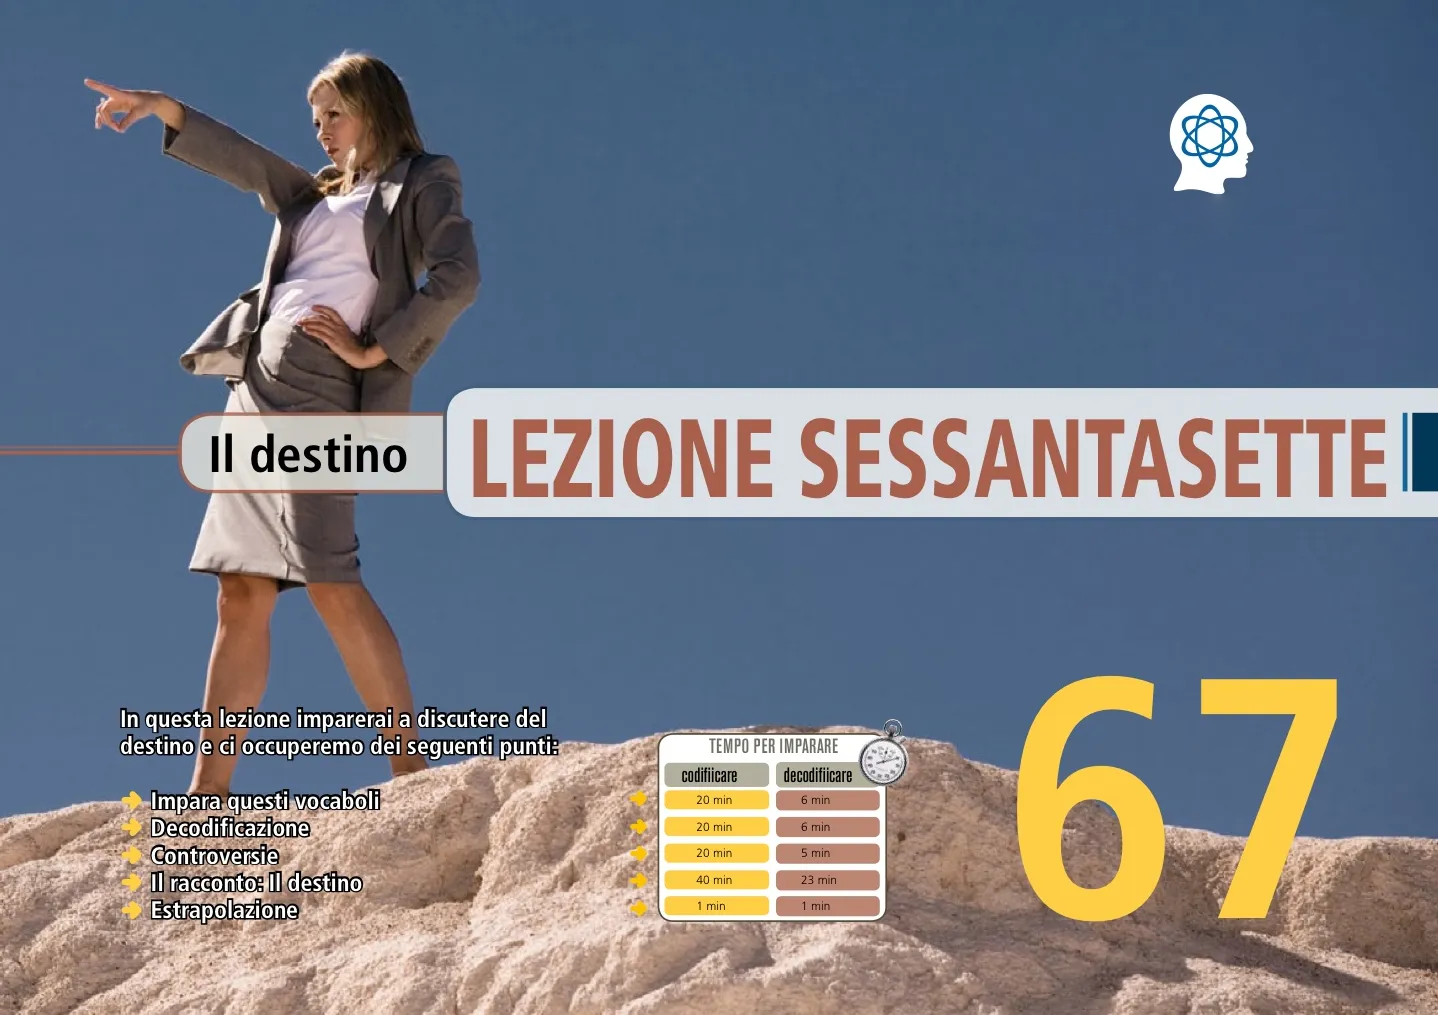 Il destino
LEZIONE SESSANTASETTE
In questa lezione imparerai a discutere del
destino e ci occuperemo dei seguenti punti:
Impara questi vocaboli
Decodificazione
Controversie
Il racconto: Il destino
Estrapolazione
TEMPO PER IMPARARE
codifiicare decodifiicare
20 min 6 min
20 min 6 min
20 min 5 min
40 min 23 min
1 min 1 min
67